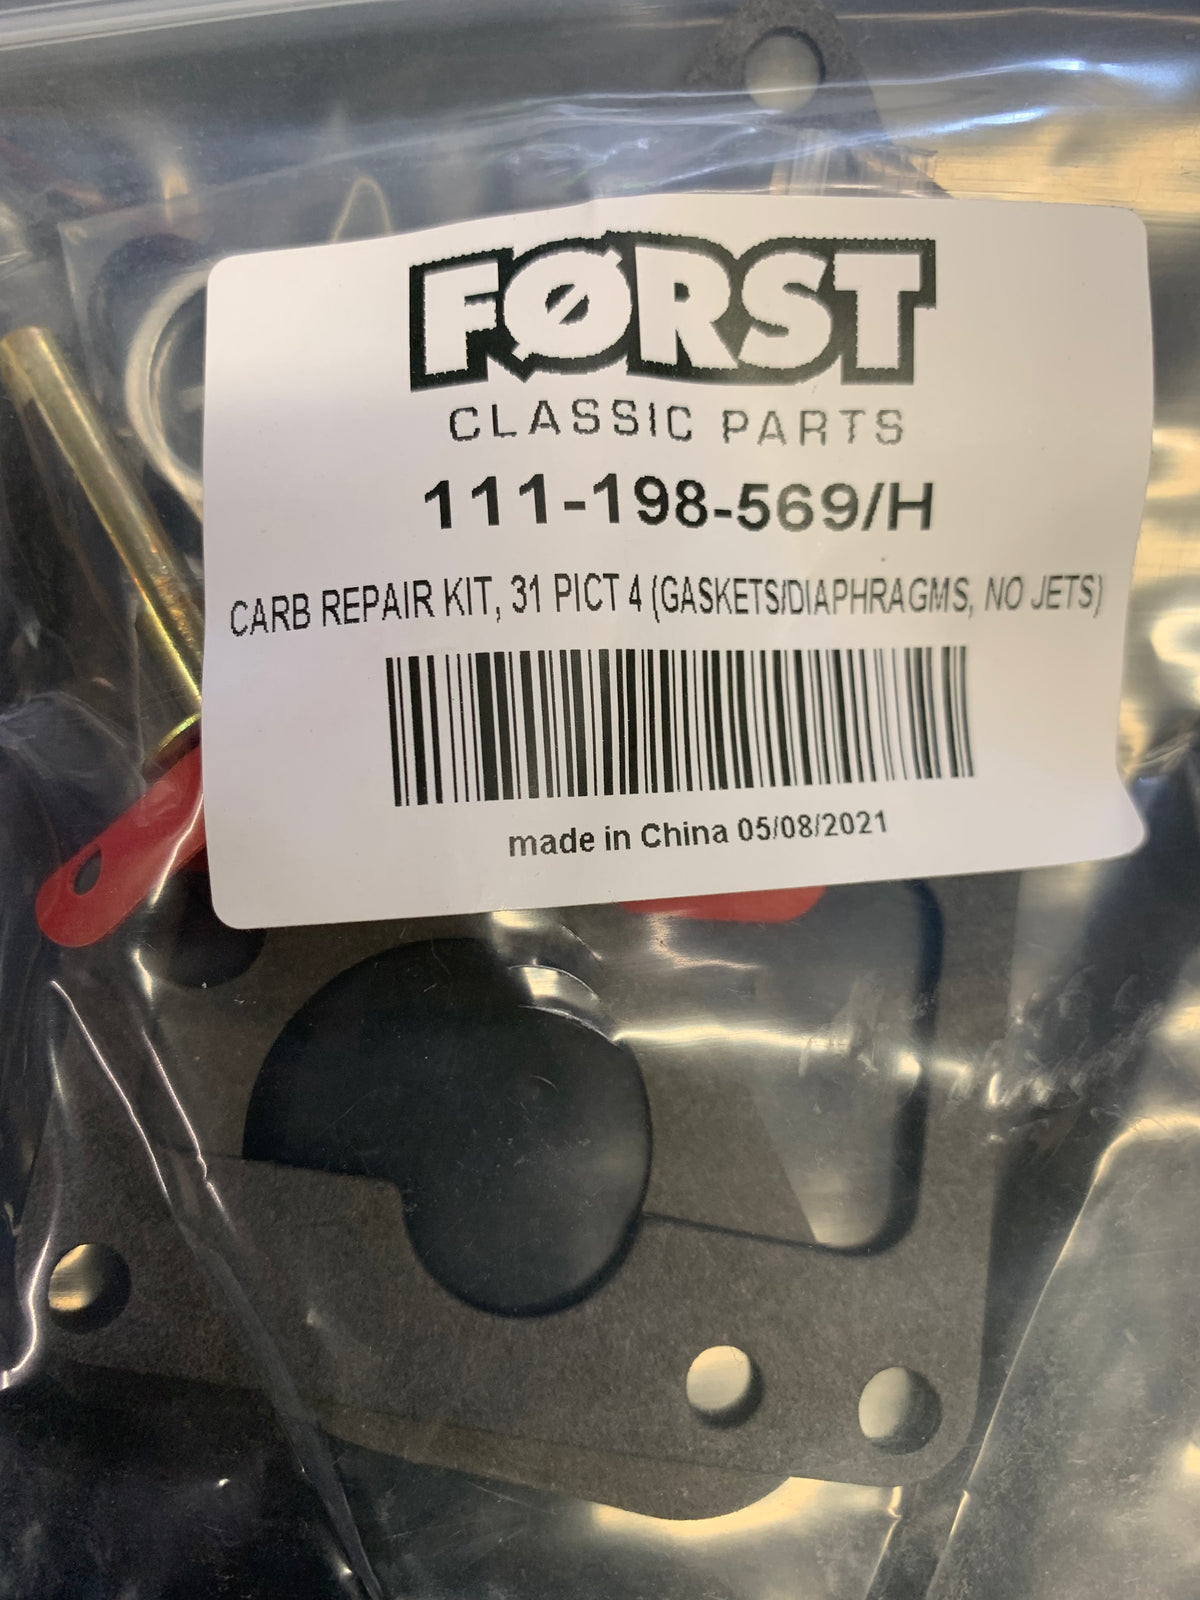 FØRST
CLASSIC PARTS
111-198-569/H
CARB REPAIR KIT, 31 PICT 4 (GASKETS/DIAPHRAGMS, NO JETS)
made in China 05/08/2021